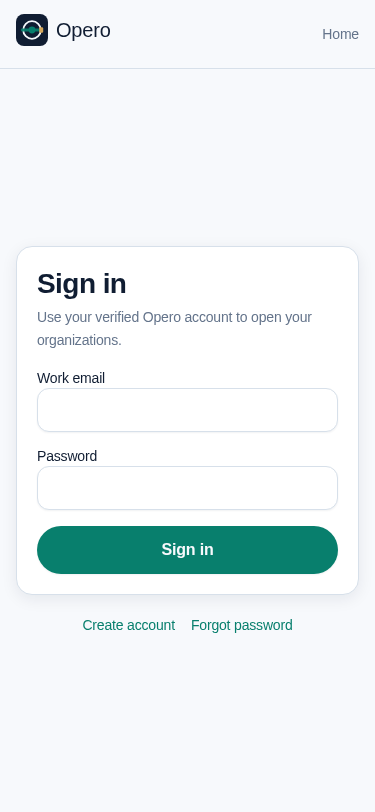 Opero
Home
Sign in
Use your verified Opero account to open your
organizations.
Work email
Password
Sign in
Create account Forgot password